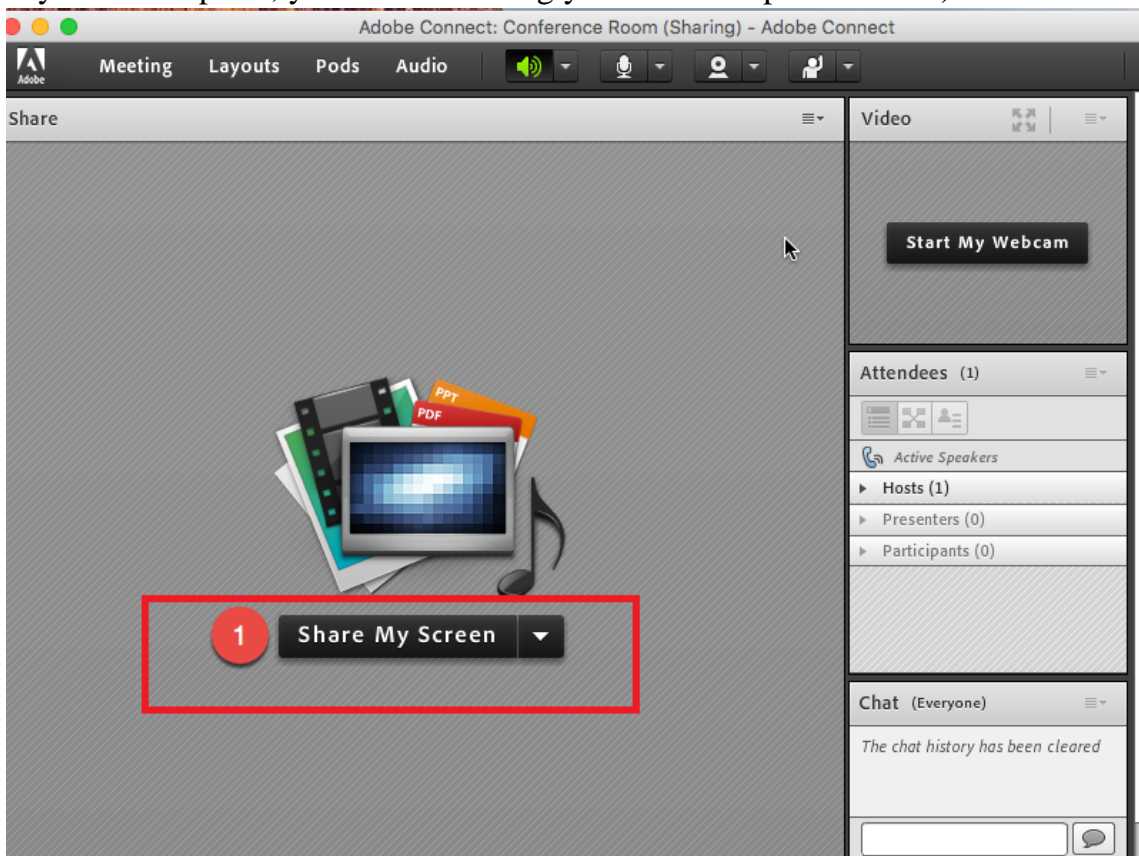 Adobe Connect: Conference Room (Sharing) - Adobe Connect
Adobe
Meeting Layouts Pods Audio
Share
Video
Start My Webcam
Attendees (1)
Active Speakers
Hosts (1)
Presenters (0)
Participants (0)
PPT
PDF
1 Share My Screen
Chat (Everyone)
The chat history has been cleared